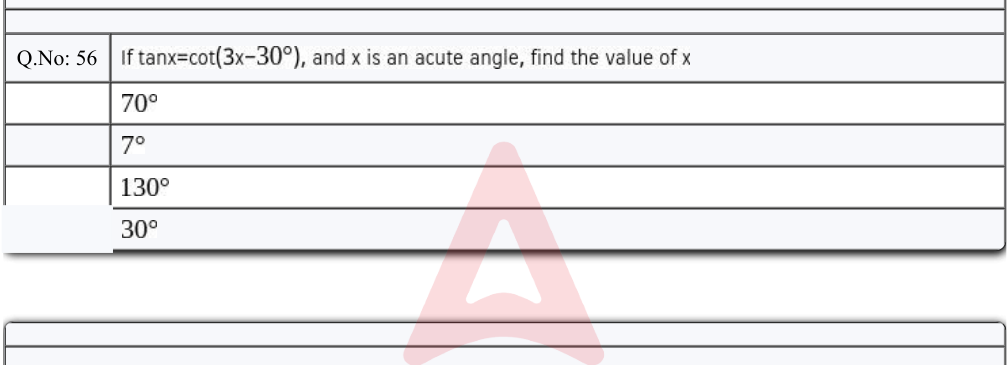 Q.No: 56 If tanx=cot(3x−30°), and x is an acute angle, find the value of x
70°
7°
130°
30°